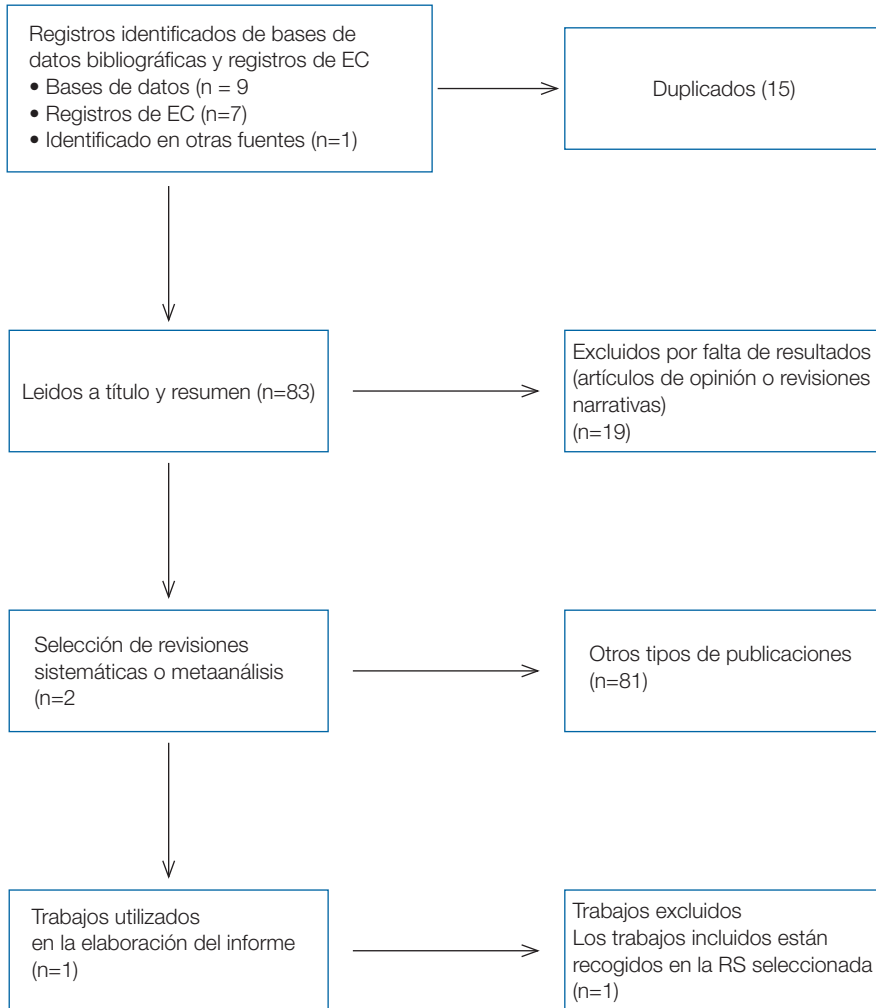 Registros identificados de bases de
datos bibliográficas y registros de EC
• Bases de datos (n = 9
• Registros de EC (n=7)
• Identificado en otras fuentes (n=1)
Duplicados (15)
Leidos a título y resumen (n=83)
Excluidos por falta de resultados
(artículos de opinión o revisiones
narrativas)
(n=19)
Selección de revisiones
sistemáticas o metaanálisis
(n=2
Otros tipos de publicaciones
(n=81)
Trabajos utilizados
en la elaboración del informe
(n=1)
Trabajos excluidos
Los trabajos incluidos están
recogidos en la RS seleccionada
(n=1)